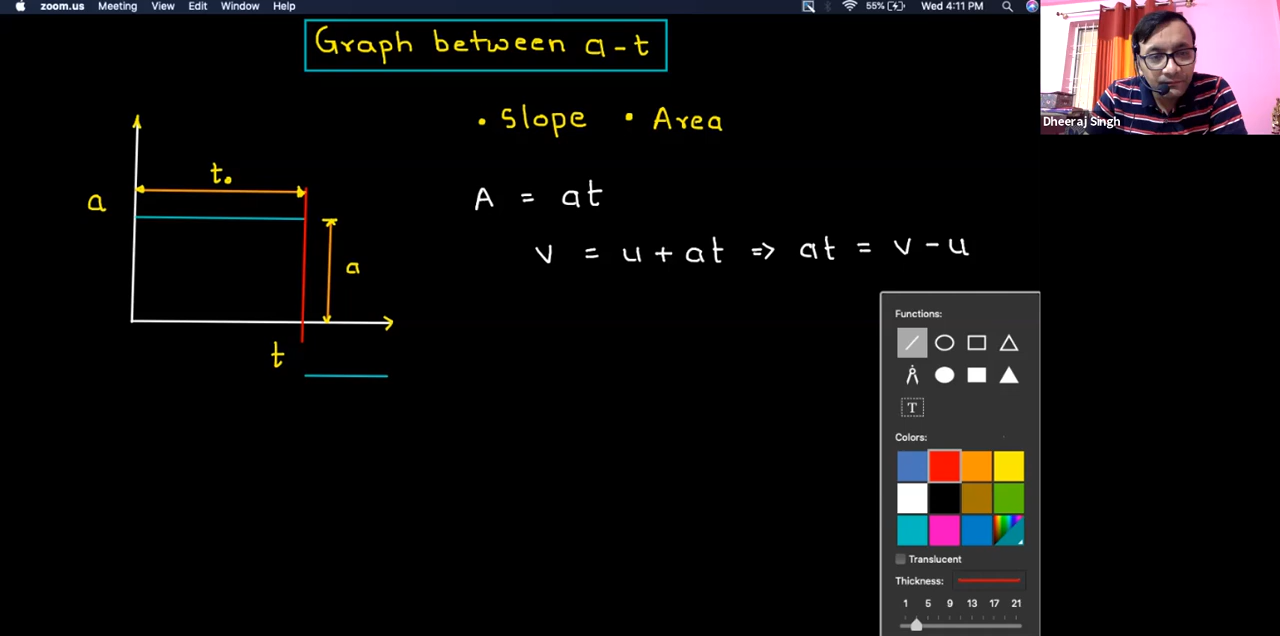 zoom.us Meeting View Edit Window Help 55% Wed 4:11 PM
Graph between a-t
Dheeraj Singh
• Slope • Area
t₀
a
A = at
v = u + at => at = v - u
a
t
Functions:
T
Colors:
Translucent
Thickness:
1 5 9 13 17 21